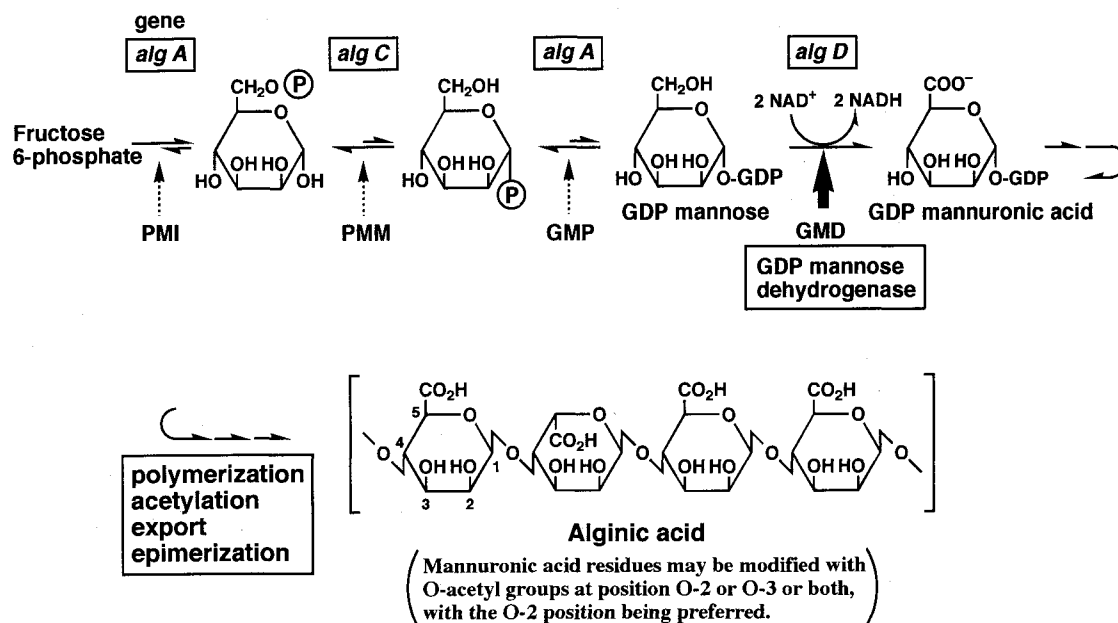 gene
alg A
alg C
alg A
alg D
CH₂O P
CH₂OH
CH₂OH
2 NAD⁺ 2 NADH
COO⁻
O
O
O
O
Fructose
6-phosphate
OH HO
HO OH
OH HO
HO
P
OH HO
HO O-GDP
OH HO
HO O-GDP
PMI
PMM
GMP
GDP mannose
GMD
GDP mannuronic acid
GDP mannose
dehydrogenase
CO₂H
CO₂H
CO₂H
5
O
O
O
O
CO₂H
4
O
OH HO
1
O
OH HO
O
OH HO
O
OH HO
O
3 2
polymerization
acetylation
export
epimerization
Alginic acid
(Mannuronic acid residues may be modified with
O-acetyl groups at position O-2 or O-3 or both,
with the O-2 position being preferred.)